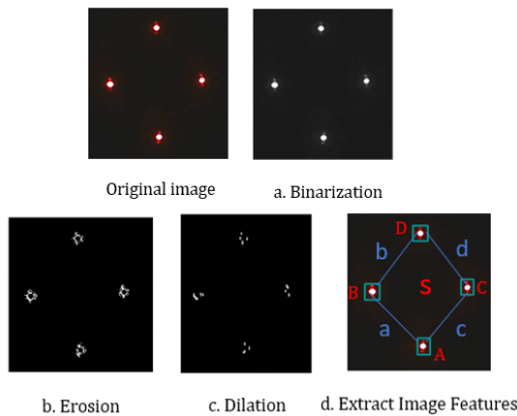 Original image
a. Binarization
D
b
d
B
S
C
a
c
A
b. Erosion
c. Dilation
d. Extract Image Features